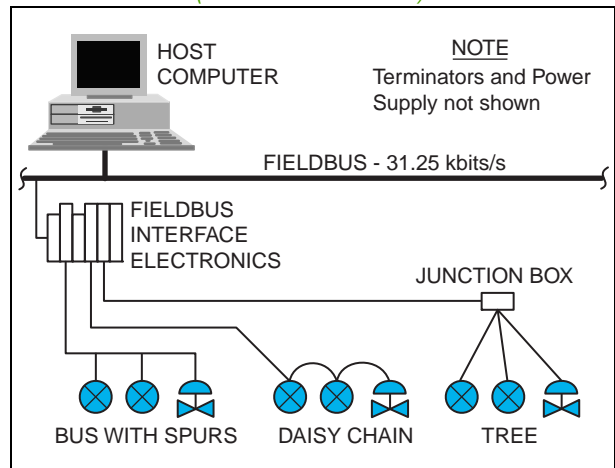 HOST
COMPUTER
NOTE
Terminators and Power
Supply not shown
FIELDBUS - 31.25 kbits/s
FIELDBUS
INTERFACE
ELECTRONICS
JUNCTION BOX
BUS WITH SPURS
DAISY CHAIN
TREE